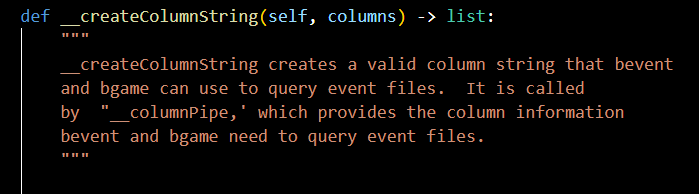 def __createColumnString(self, columns) -> list:
"""
__createColumnString creates a valid column string that bevent
and bgame can use to query event files.  It is called
by  "__columnPipe,' which provides the column information
bevent and bgame need to query event files.
"""